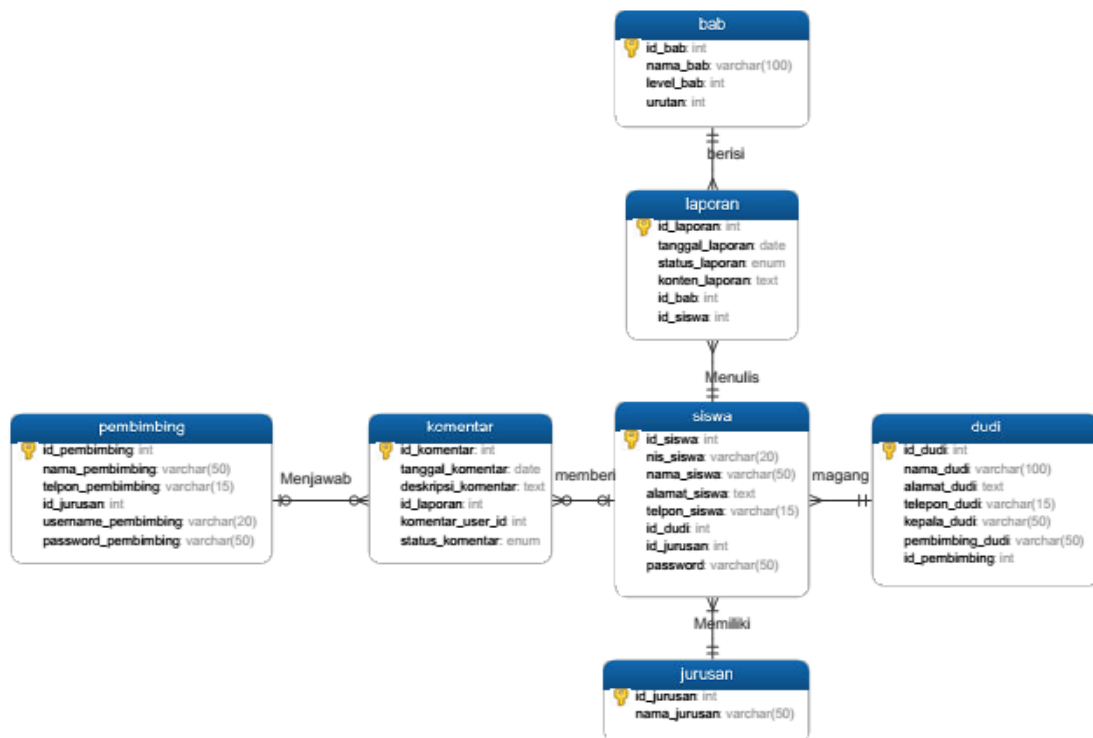 bab
id_bab: int
nama_bab: varchar(100)
level_bab: int
urutan: int
berisi
laporan
id_laporan: int
tanggal_laporan: date
status_laporan: enum
konten_laporan: text
id_bab: int
id_siswa: int
Menulis
pembimbing
id_pembimbing: int
nama_pembimbing: varchar(50)
telpon_pembimbing: varchar(15)
id_jurusan: int
username_pembimbing: varchar(20)
password_pembimbing: varchar(50)
Menjawab
komentar
id_komentar: int
tanggal_komentar: date
deskripsi_komentar: text
id_laporan: int
komentar_user_id: int
status_komentar: enum
memberi
siswa
id_siswa: int
nis_siswa: varchar(20)
nama_siswa: varchar(50)
alamat_siswa: text
telpon_siswa: varchar(15)
id_dudi: int
id_jurusan: int
password: varchar(50)
magang
dudi
id_dudi: int
nama_dudi: varchar(100)
alamat_dudi: text
telepon_dudi: varchar(15)
kepala_dudi: varchar(50)
pembimbing_dudi: varchar(50)
id_pembimbing: int
Memiliki
jurusan
id_jurusan: int
nama_jurusan: varchar(50)